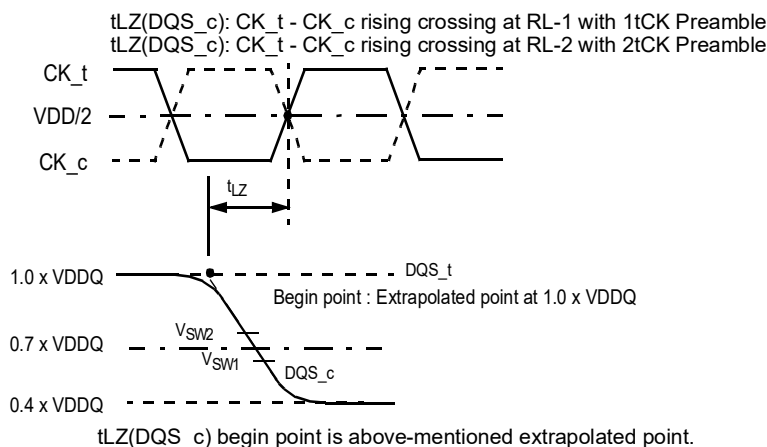 tLZ(DQS_c): CK_t - CK_c rising crossing at RL-1 with 1tCK Preamble
tLZ(DQS_c): CK_t - CK_c rising crossing at RL-2 with 2tCK Preamble
CK_t
VDD/2
CK_c
tLZ
1.0 x VDDQ
DQS_t
Begin point : Extrapolated point at 1.0 x VDDQ
VSW2
0.7 x VDDQ
VSW1
DQS_c
0.4 x VDDQ
tLZ(DQS_c) begin point is above-mentioned extrapolated point.